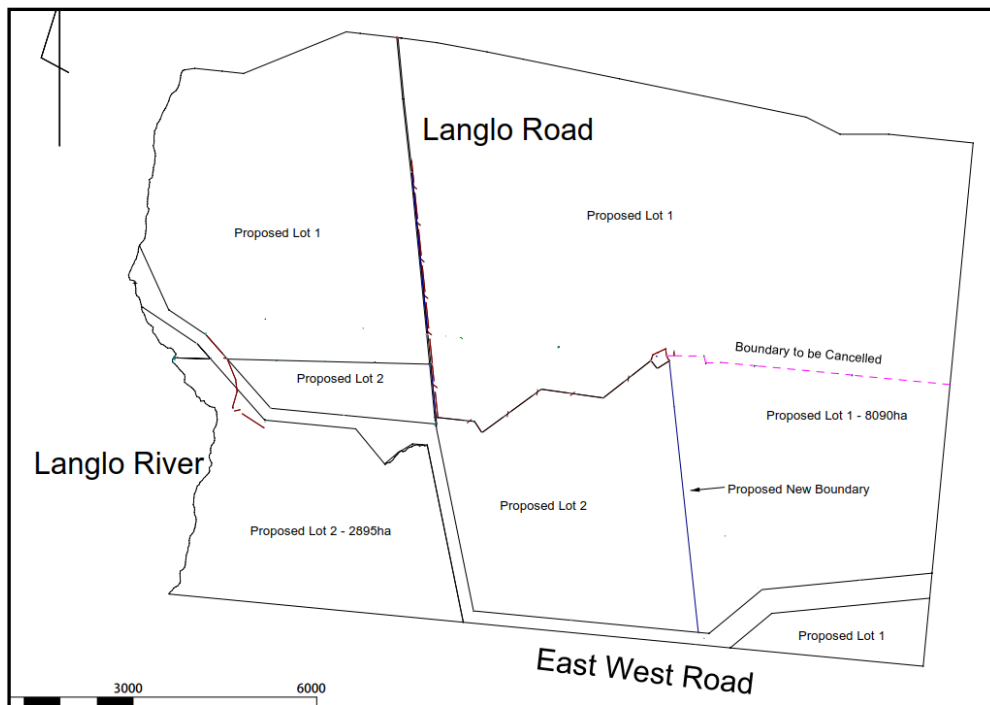 Langlo Road
Proposed Lot 1
Proposed Lot 1
Boundary to be Cancelled
Proposed Lot 2
Proposed Lot 1 - 8090ha
Langlo River
Proposed New Boundary
Proposed Lot 2
Proposed Lot 2 - 2895ha
Proposed Lot 1
East West Road
3000
6000